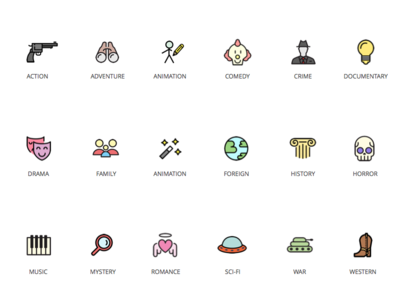 ACTION ADVENTURE ANIMATION COMEDY CRIME DOCUMENTARY
DRAMA FAMILY ANIMATION FOREIGN HISTORY HORROR
MUSIC MYSTERY ROMANCE SCI-FI WAR WESTERN